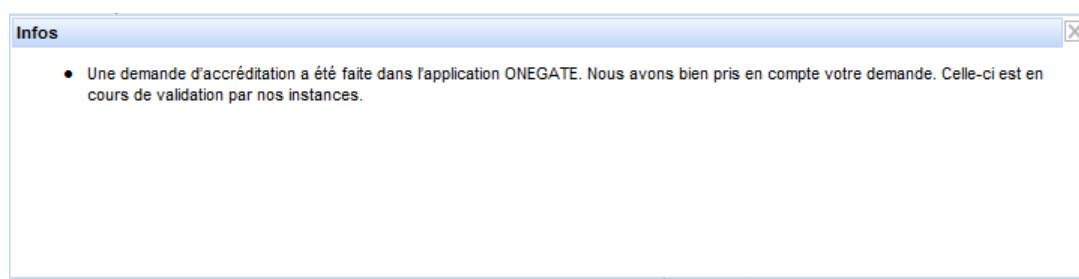 Infos
● Une demande d'accréditation a été faite dans l'application ONEGATE. Nous avons bien pris en compte votre demande. Celle-ci est en
cours de validation par nos instances.